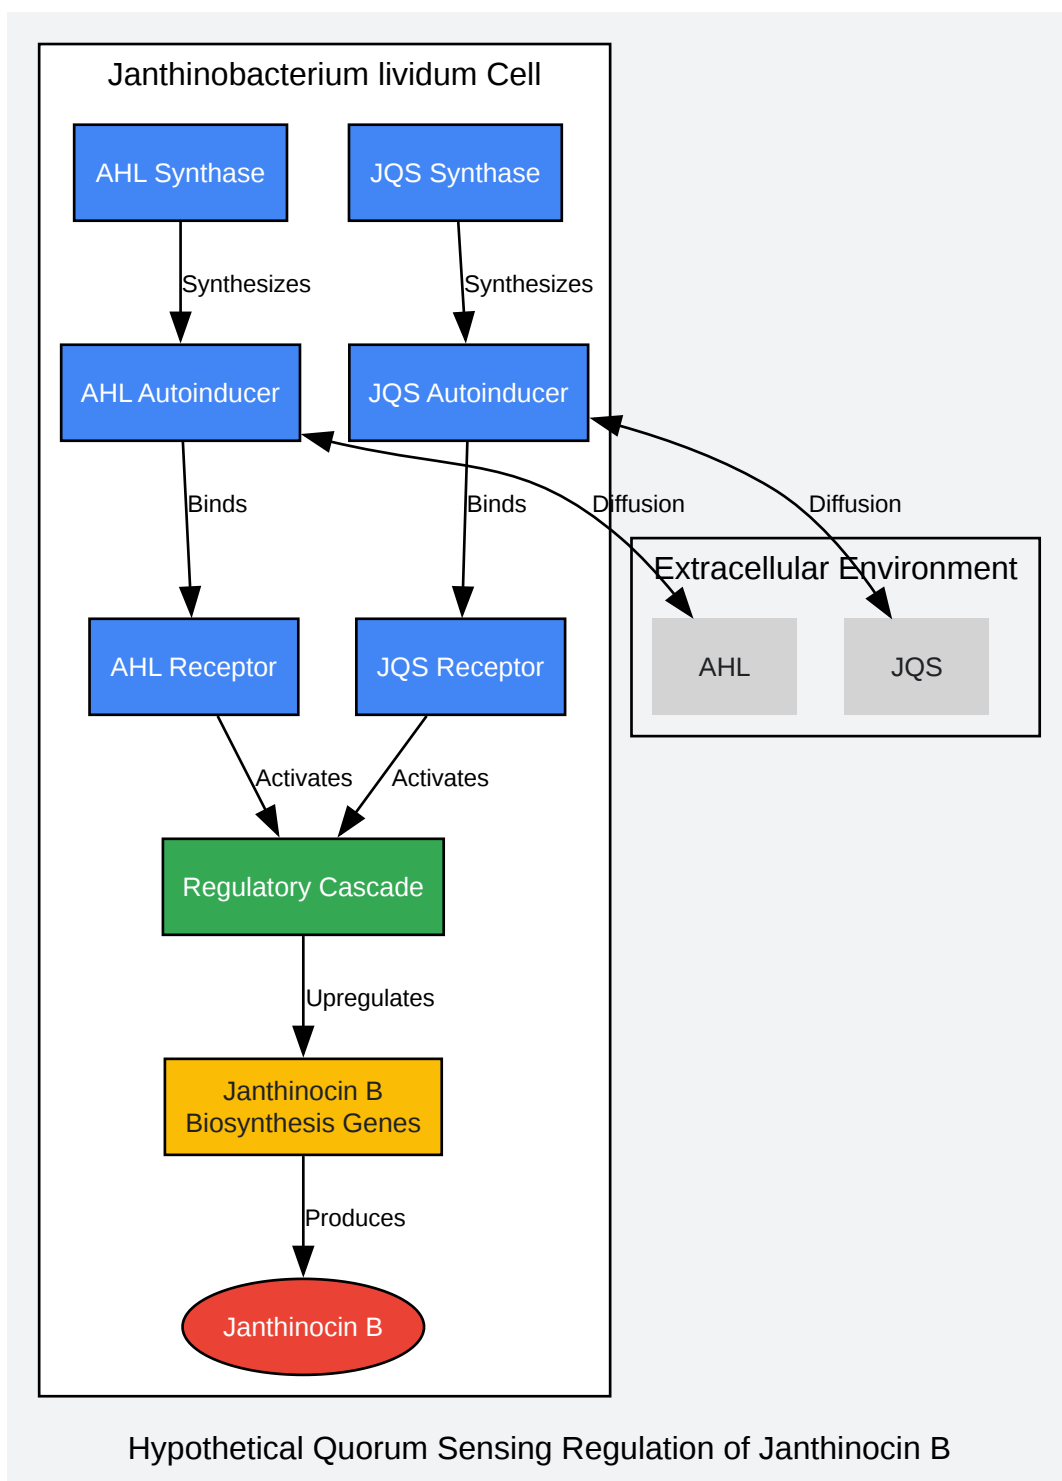 Janthinobacterium lividum Cell
AHL Synthase
JQS Synthase
Synthesizes
Synthesizes
AHL Autoinducer
JQS Autoinducer
Binds
Binds
Diffusion
Diffusion
Extracellular Environment
AHL Receptor
JQS Receptor
AHL
JQS
Activates
Activates
Regulatory Cascade
Upregulates
Janthinocin B
Biosynthesis Genes
Produces
Janthinocin B
Hypothetical Quorum Sensing Regulation of Janthinocin B